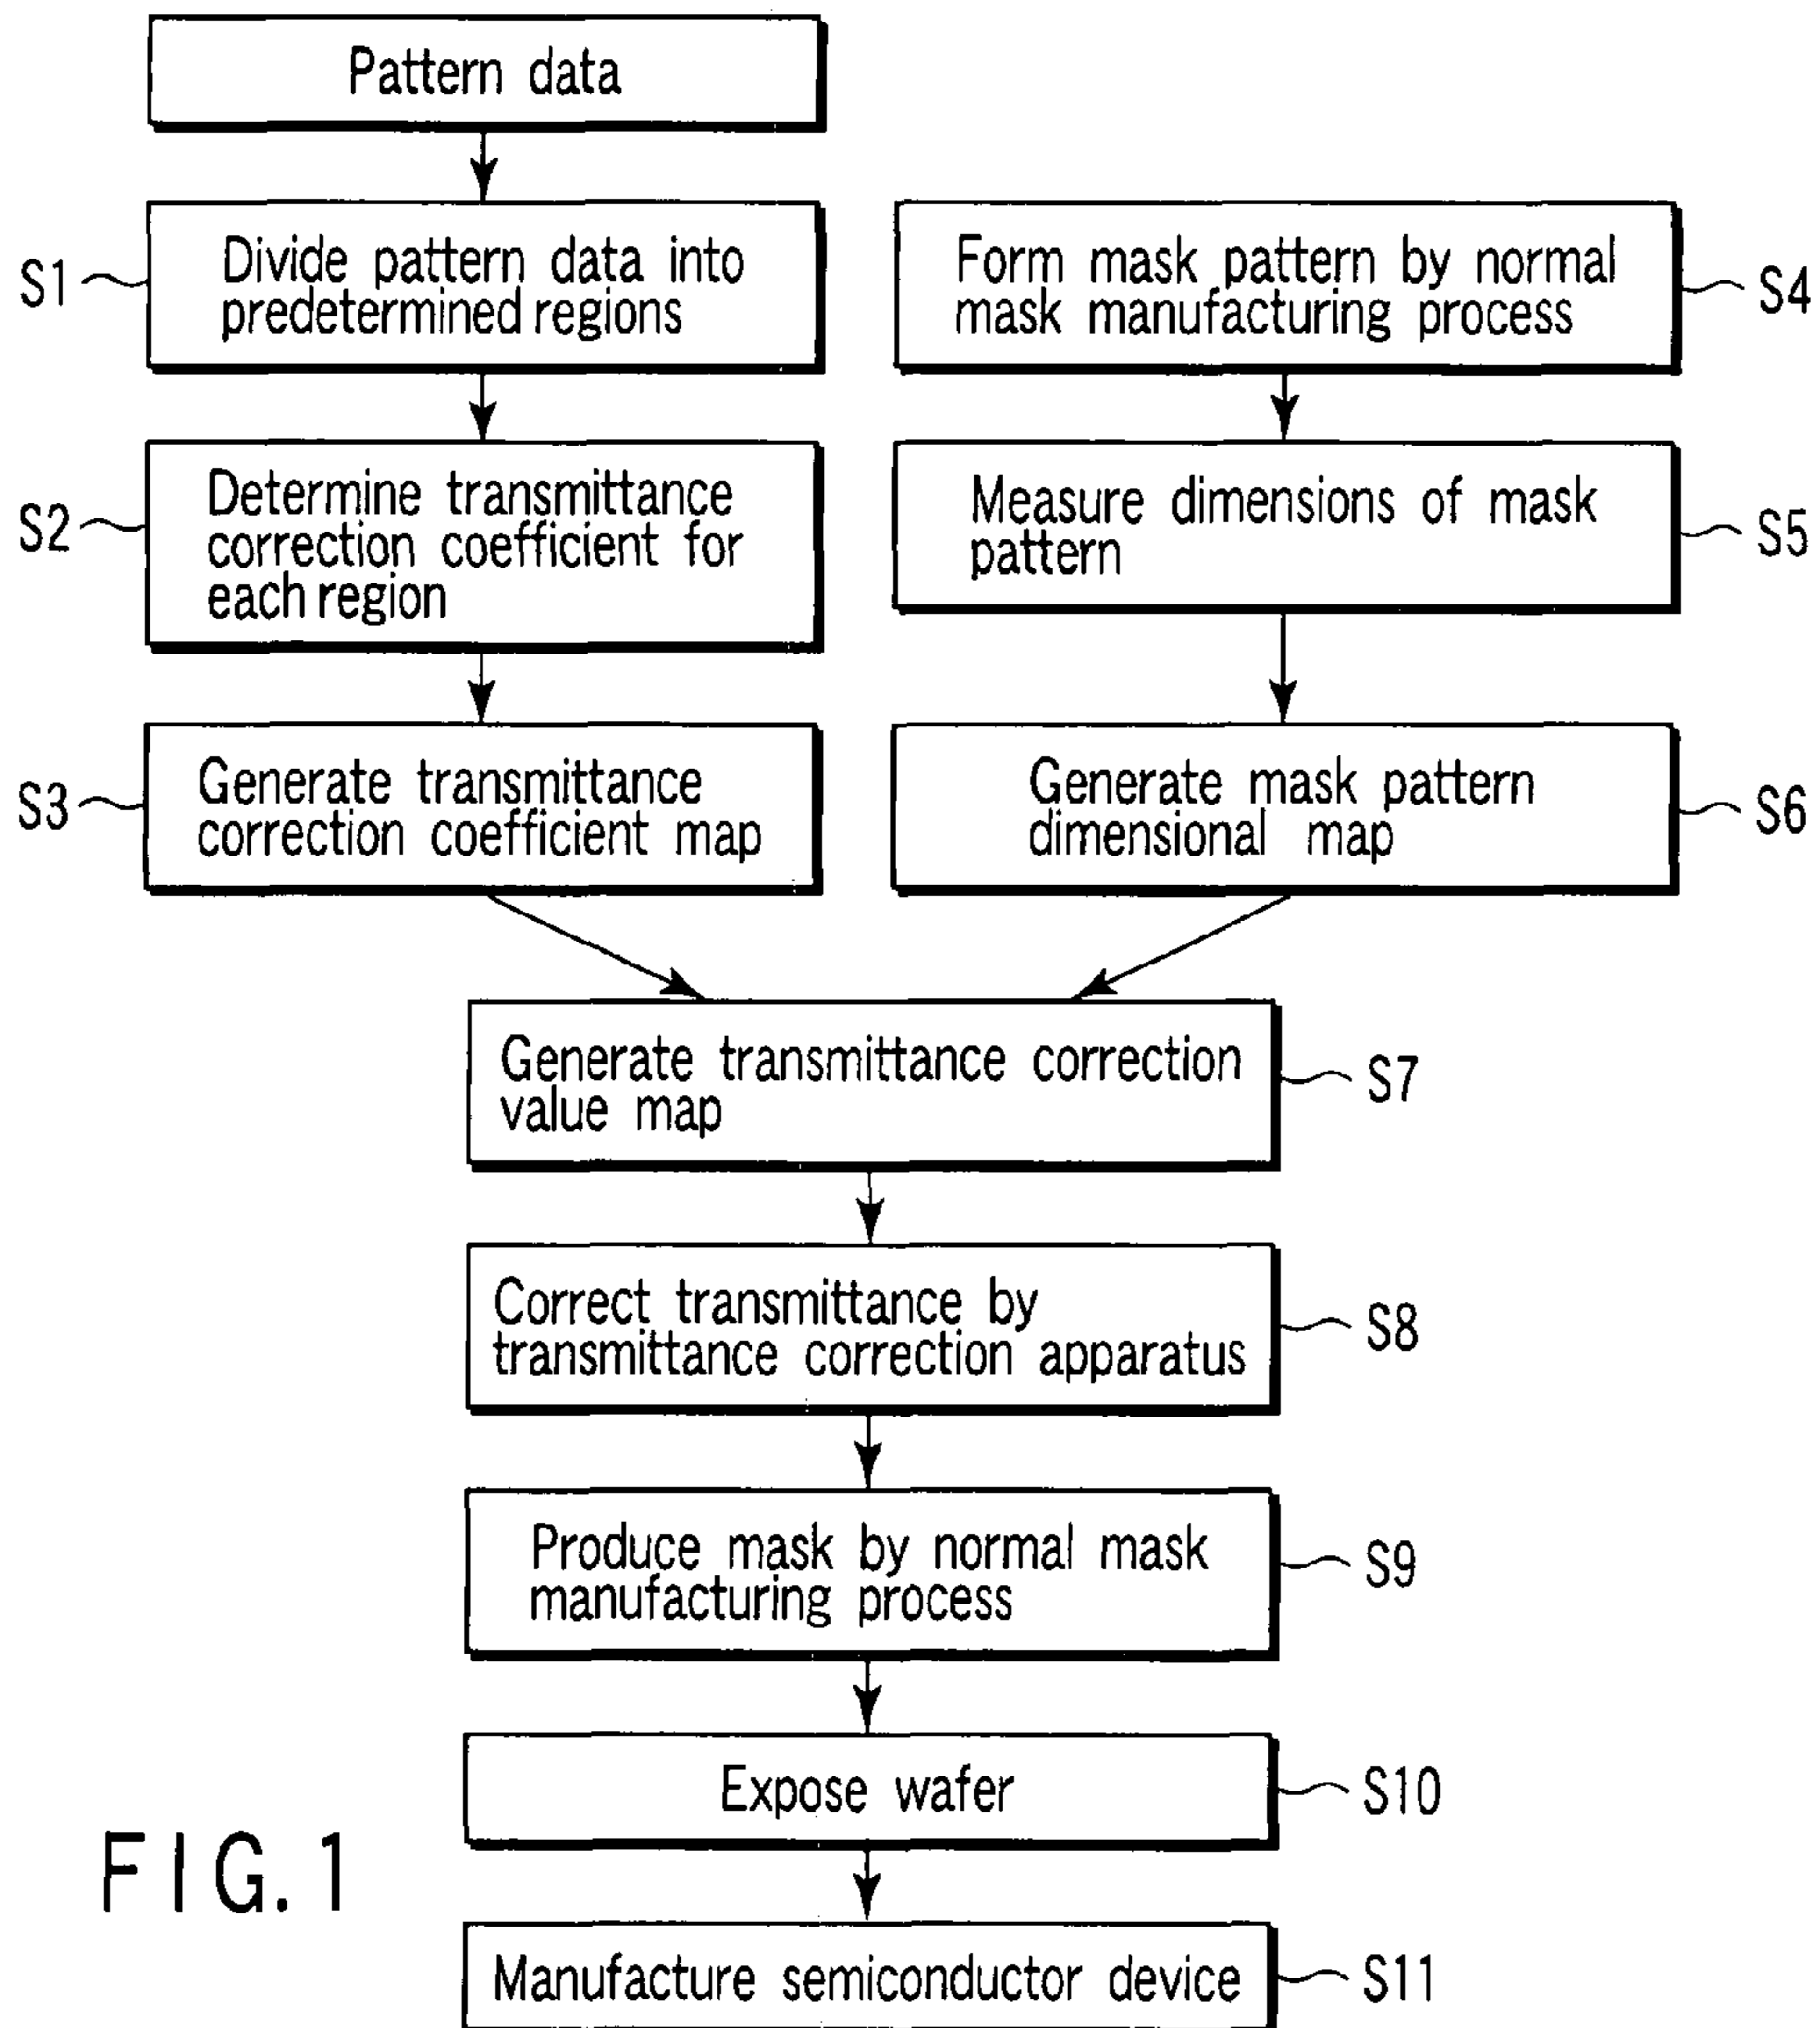 Pattern data
S1
Divide pattern data into
predetermined regions
S2
Determine transmittance
correction coefficient for
each region
S3
Generate transmittance
correction coefficient map
Form mask pattern by normal
mask manufacturing process
S4
Measure dimensions of mask
pattern
S5
Generate mask pattern
dimensional map
S6
Generate transmittance correction
value map
S7
Correct transmittance by
transmittance correction apparatus
S8
Produce mask by normal mask
manufacturing process
S9
Expose wafer
S10
Manufacture semiconductor device
S11
FIG. 1